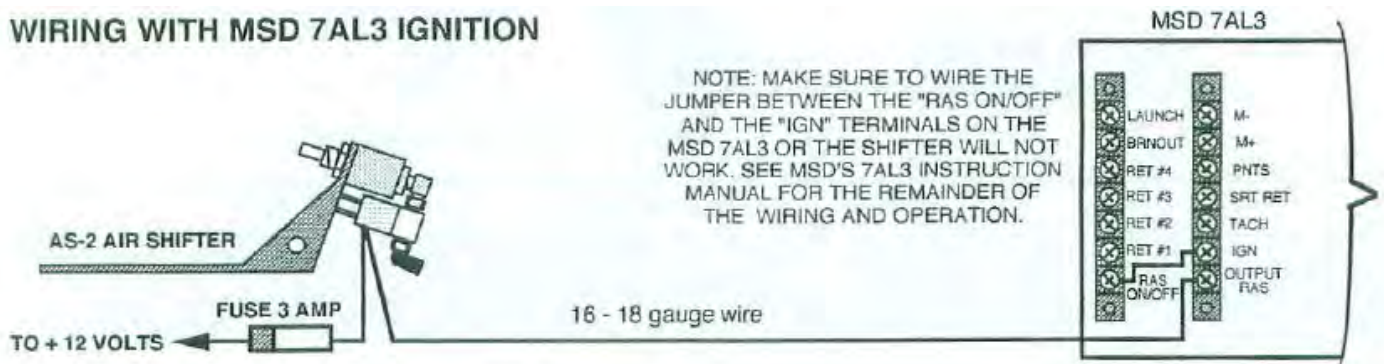 WIRING WITH MSD 7AL3 IGNITION
MSD 7AL3
NOTE: MAKE SURE TO WIRE THE
JUMPER BETWEEN THE "RAS ON/OFF"
AND THE "IGN" TERMINALS ON THE
MSD 7AL3 OR THE SHIFTER WILL NOT
WORK. SEE MSD'S 7AL3 INSTRUCTION
MANUAL FOR THE REMAINDER OF
THE WIRING AND OPERATION.
LAUNCH
BRNOUT
RET #4
RET #3
RET #2
RET #1
RAS
ON/OFF
M-
M+
PNTS
SRT RET
TACH
IGN
OUTPUT
RAS
AS-2 AIR SHIFTER
FUSE 3 AMP
16 - 18 gauge wire
TO + 12 VOLTS